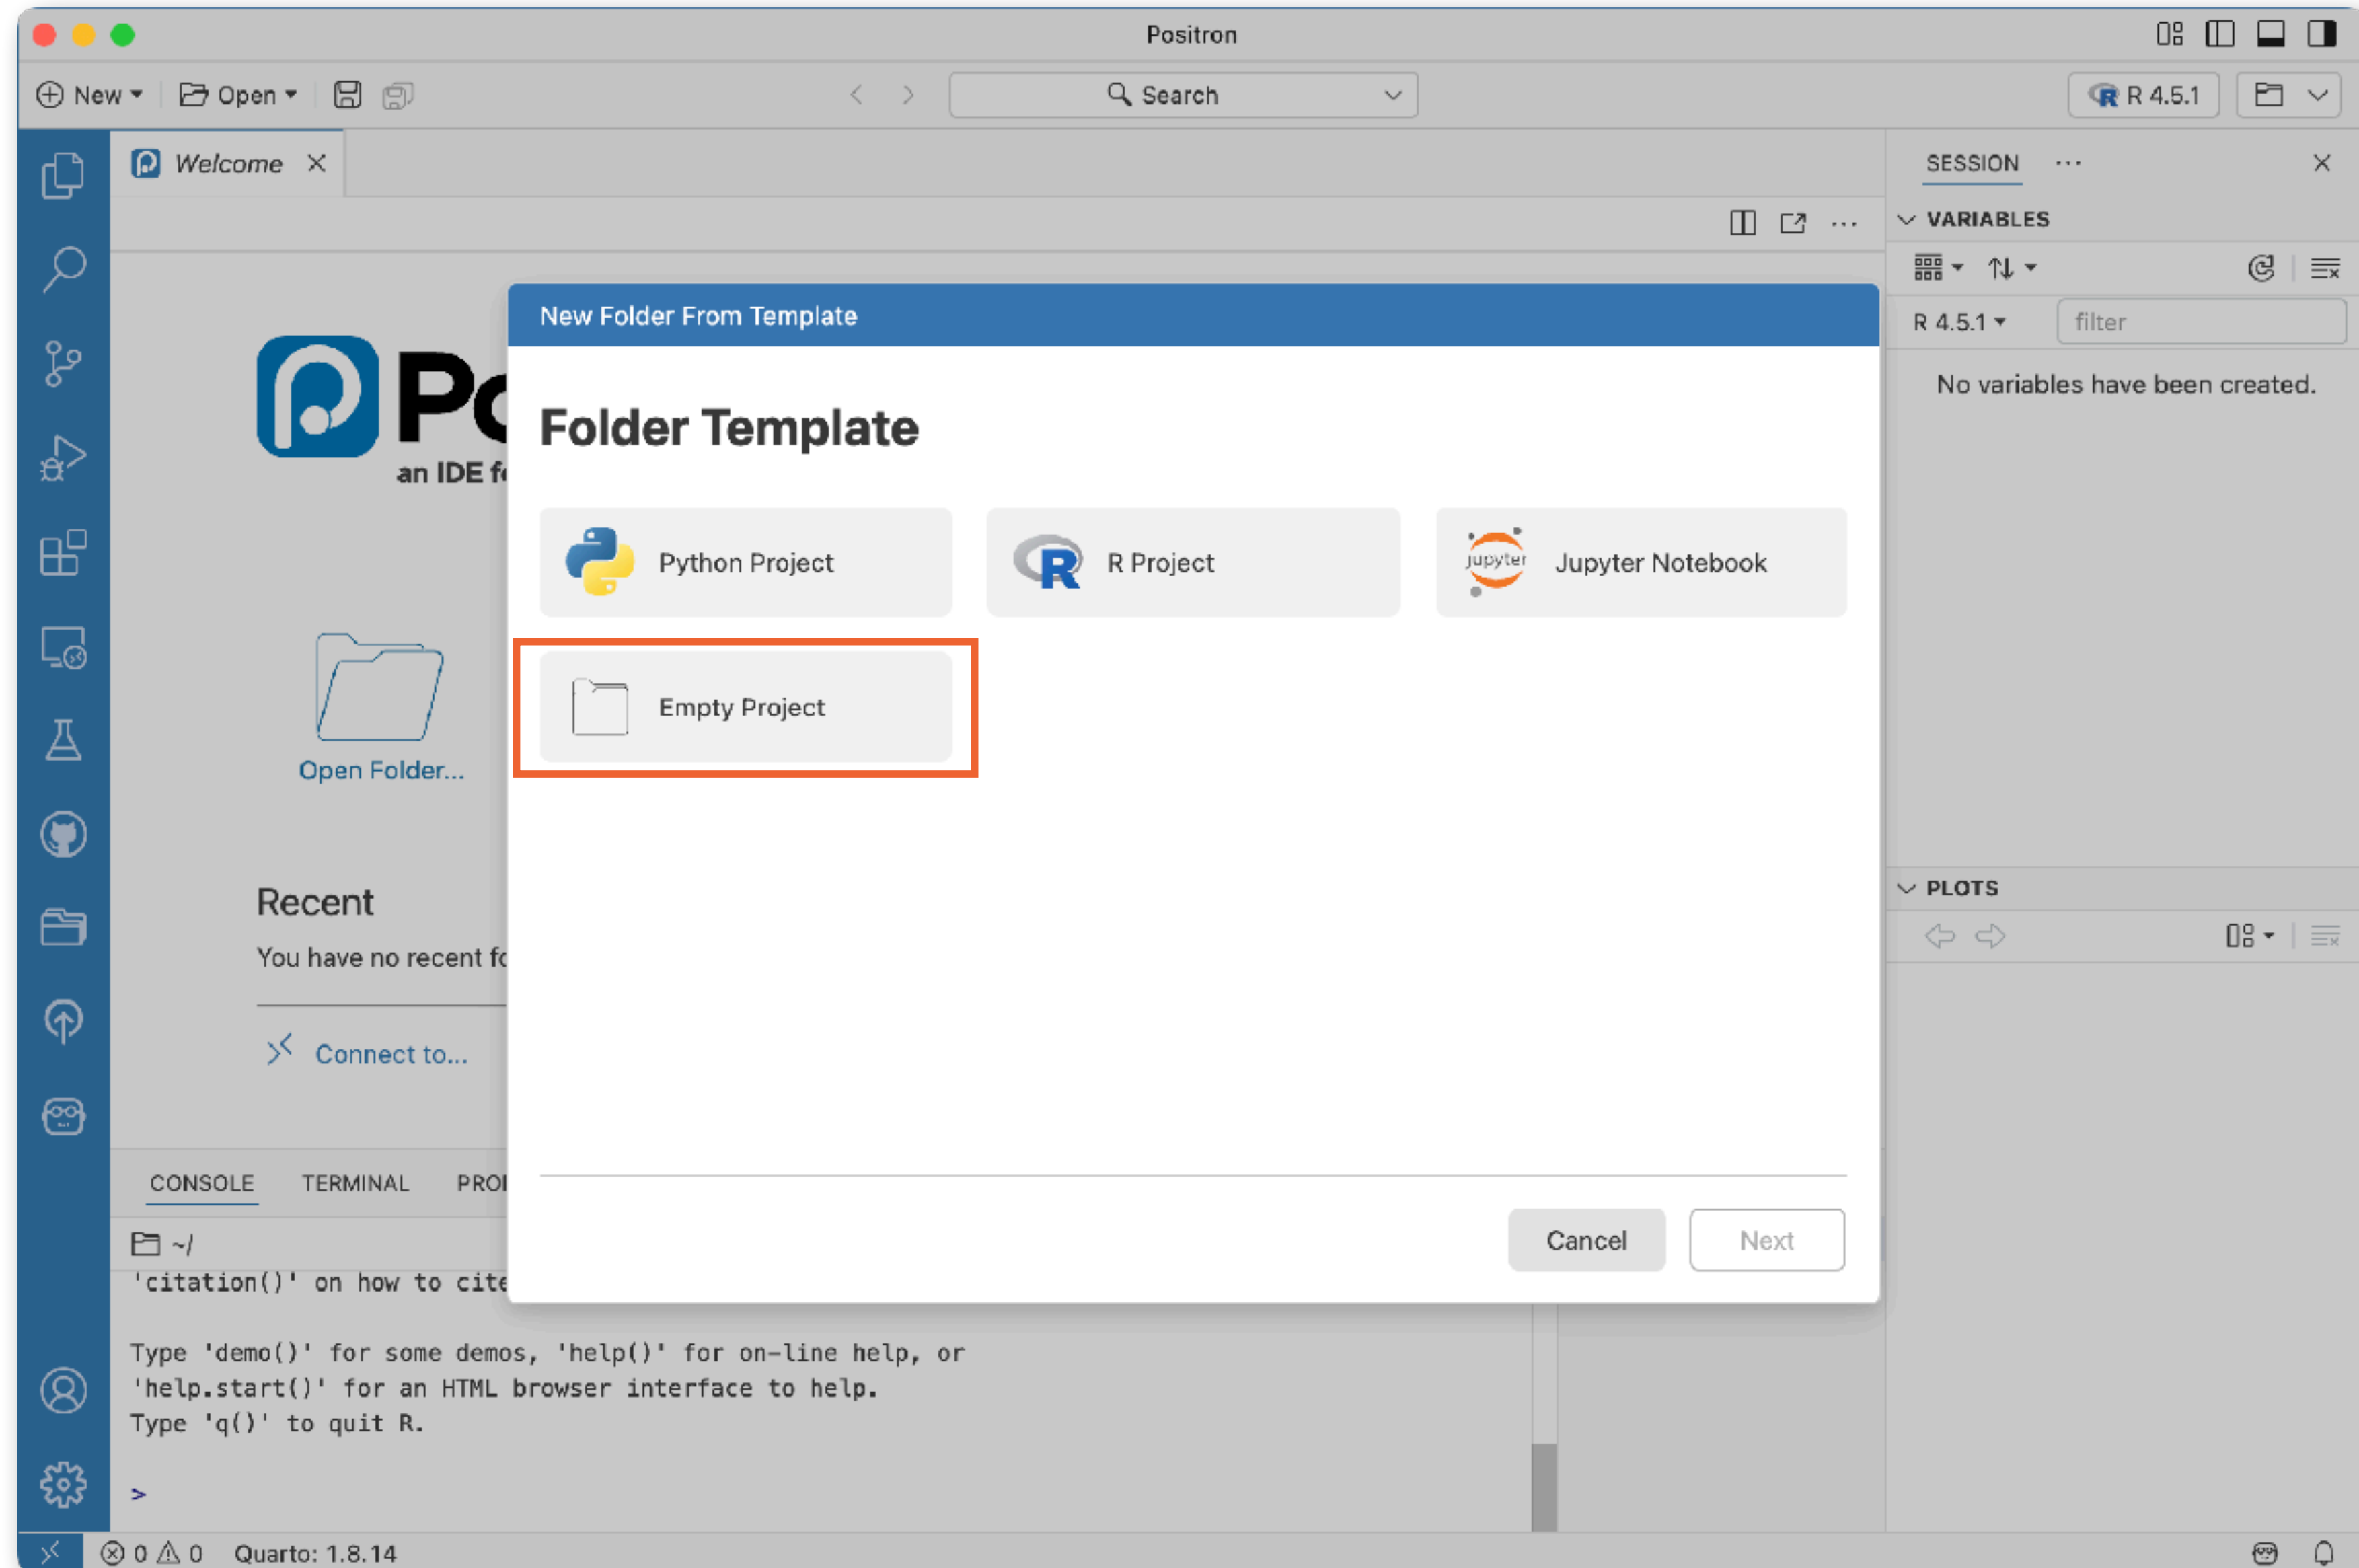 Positron
New
Open
Search
R 4.5.1
Welcome
SESSION
VARIABLES
R 4.5.1
filter
No variables have been created.
New Folder From Template
Folder Template
an IDE
Python Project
R Project
jupyter
Jupyter Notebook
Empty Project
Open Folder...
Recent
You have no recent
Connect to...
PLOTS
CONSOLE TERMINAL
Cancel
Next
~/
'citation()' on how to cite
Type 'demo()' for some demos, 'help()' for on-line help, or
'help.start()' for an HTML browser interface to help.
Type 'q()' to quit R.
>
0 0 Quarto: 1.8.14